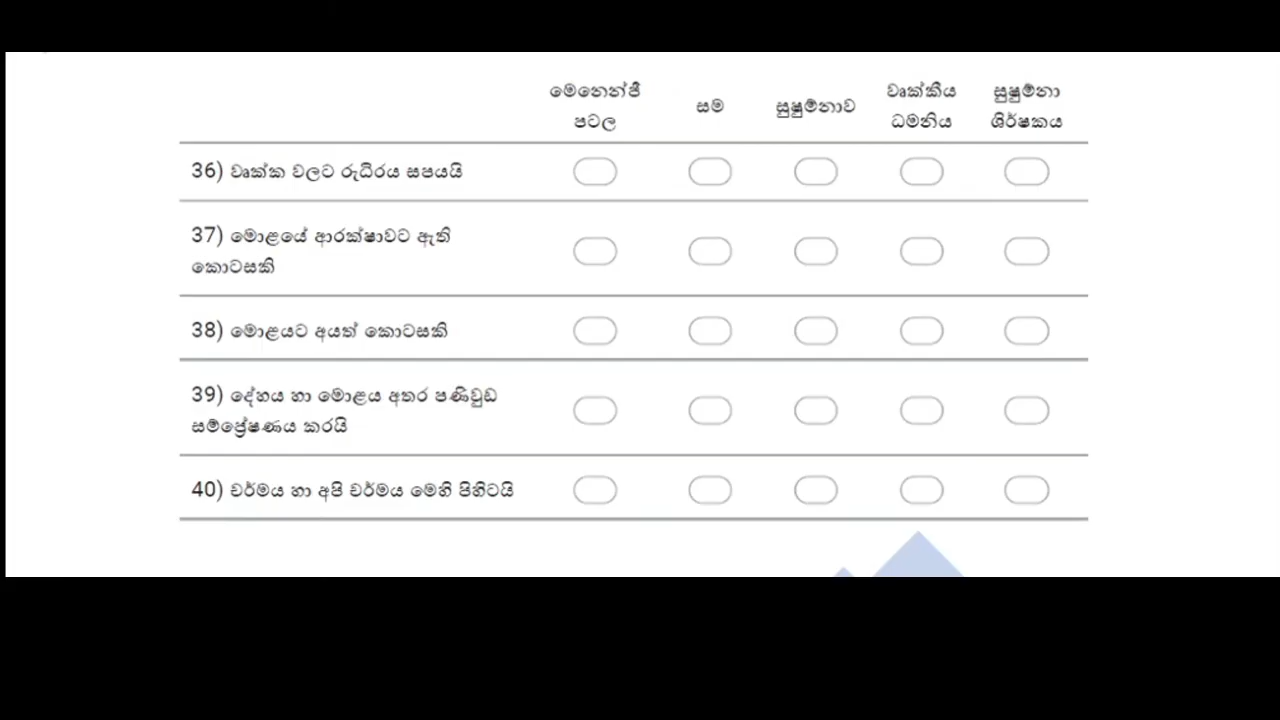 මෙනෙන්ජී පටල
සම
සුෂුම්නාව
වෘක්කීය ධමනිය
සුෂුම්නා ශීර්ෂකය
36) වෘක්ක වලට රුධිරය සපයයි
37) මොළයේ ආරක්ෂාවට ඇති
කොටසකි
38) මොළයට අයත් කොටසකි
39) දේහය හා මොළය අතර පණිවුඩ
සම්ප්‍රේෂණය කරයි
40) චර්මය හා අපි චර්මය මෙහි පිහිටයි